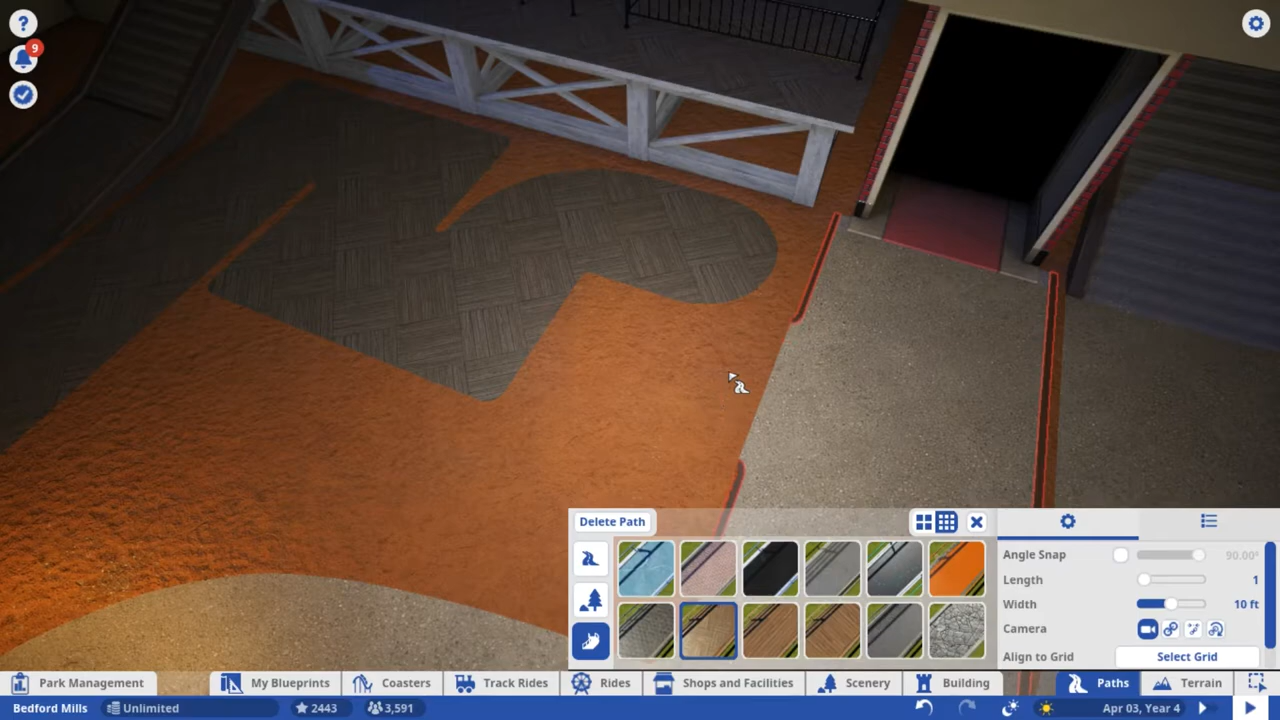 ?
9
Delete Path
Angle Snap 90.00°
Length 1
Width 10 ft
Camera
Align to Grid Select Grid
Park Management My Blueprints Coasters Track Rides Rides Shops and Facilities Scenery Building Paths Terrain
Bedford Mills Unlimited 2443 3,591 Apr 03, Year 4